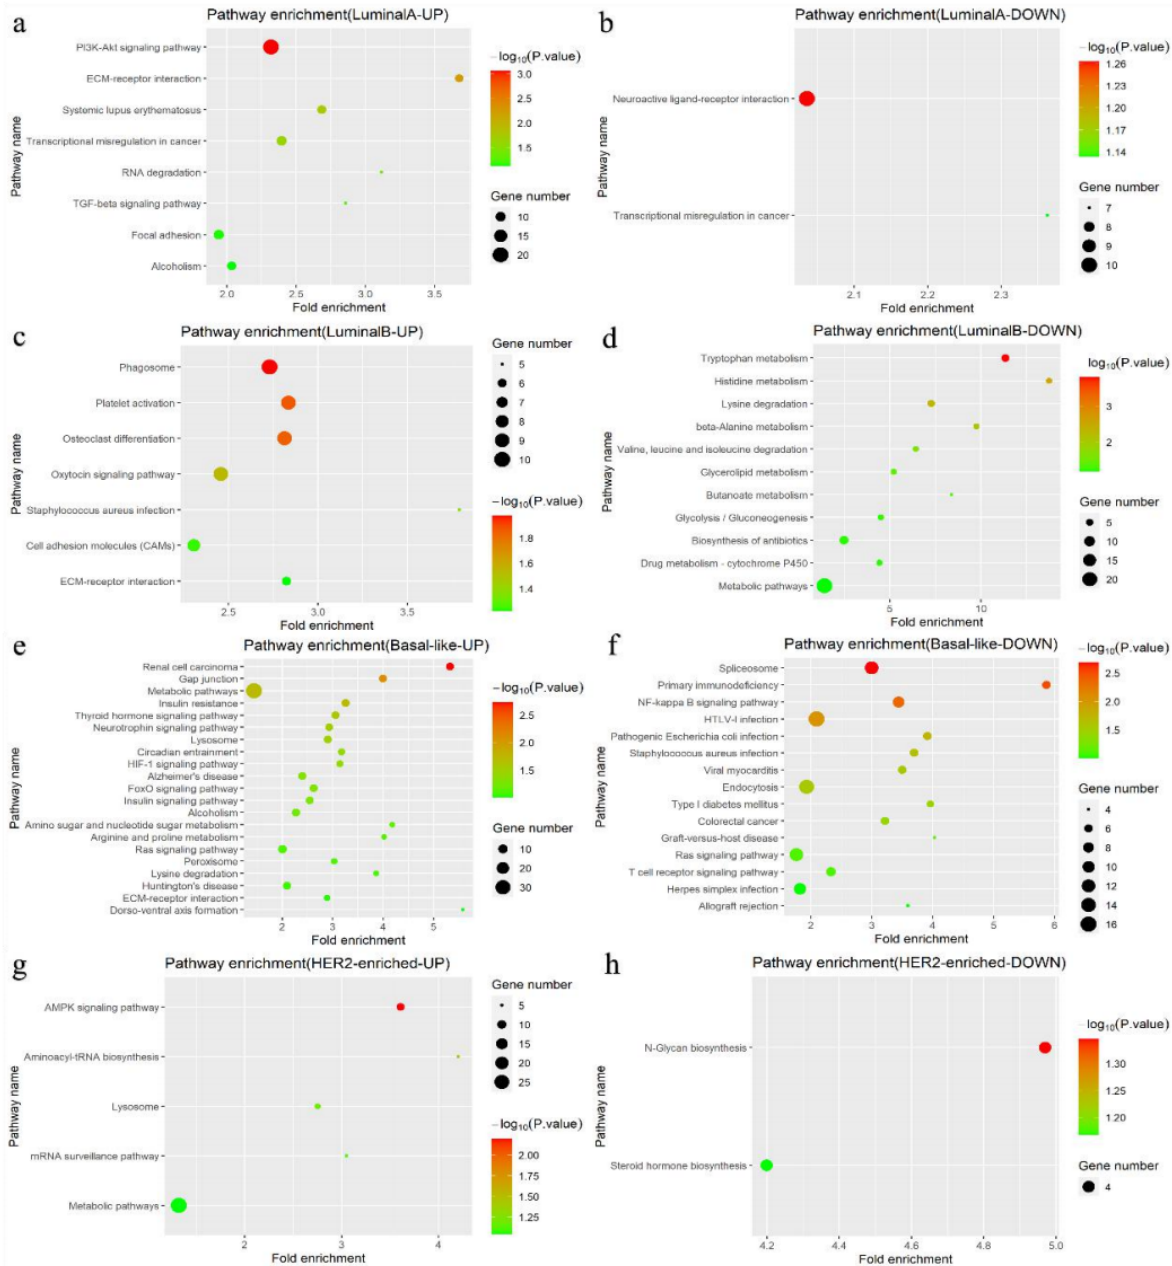 a
Pathway enrichment(LuminalA-UP)
Pathway name
PI3K-Akt signaling pathway
ECM-receptor interaction
Systemic lupus erythematosus
Transcriptional misregulation in cancer
RNA degradation
TGF-beta signaling pathway
Focal adhesion
Alcoholism
2.0 2.5 3.0 3.5
Fold enrichment
−log10(P.value)
3.0
2.5
2.0
1.5
Gene number
10
15
20
b
Pathway enrichment(LuminalA-DOWN)
Pathway name
Neuroactive ligand-receptor interaction
Transcriptional misregulation in cancer
2.1 2.2 2.3
Fold enrichment
−log10(P.value)
1.26
1.23
1.20
1.17
1.14
Gene number
7
8
9
10
c
Pathway enrichment(LuminalB-UP)
Pathway name
Phagosome
Platelet activation
Osteoclast differentiation
Oxytocin signaling pathway
Staphylococcus aureus infection
Cell adhesion molecules (CAMs)
ECM-receptor interaction
2.5 3.0 3.5
Fold enrichment
Gene number
5
6
7
8
9
10
−log10(P.value)
1.8
1.6
1.4
d
Pathway enrichment(LuminalB-DOWN)
Pathway name
Tryptophan metabolism
Histidine metabolism
Lysine degradation
beta-Alanine metabolism
Valine, leucine and isoleucine degradation
Glycerolipid metabolism
Butanoate metabolism
Glycolysis / Gluconeogenesis
Biosynthesis of antibiotics
Drug metabolism - cytochrome P450
Metabolic pathways
5 10
Fold enrichment
log10(P.value)
3
2
Gene number
5
10
15
20
e
Pathway enrichment(Basal-like-UP)
Pathway name
Renal cell carcinoma
Gap junction
Metabolic pathways
Insulin resistance
Thyroid hormone signaling pathway
Neurotrophin signaling pathway
Lysosome
Circadian entrainment
HIF-1 signaling pathway
Alzheimer's disease
FoxO signaling pathway
Insulin signaling pathway
Alcoholism
Amino sugar and nucleotide sugar metabolism
Arginine and proline metabolism
Ras signaling pathway
Peroxisome
Lysine degradation
Huntington's disease
ECM-receptor interaction
Dorso-ventral axis formation
2 3 4 5
Fold enrichment
−log10(P.value)
2.5
2.0
1.5
Gene number
10
20
30
f
Pathway enrichment(Basal-like-DOWN)
Pathway name
Spliceosome
Primary immunodeficiency
NF-kappa B signaling pathway
HTLV-I infection
Pathogenic Escherichia coli infection
Staphylococcus aureus infection
Viral myocarditis
Endocytosis
Type I diabetes mellitus
Colorectal cancer
Graft-versus-host disease
Ras signaling pathway
T cell receptor signaling pathway
Herpes simplex infection
Allograft rejection
2 3 4 5 6
Fold enrichment
−log10(P.value)
2.5
2.0
1.5
Gene number
4
6
8
10
12
14
16
g
Pathway enrichment(HER2-enriched-UP)
Pathway name
AMPK signaling pathway
Aminoacyl-tRNA biosynthesis
Lysosome
mRNA surveillance pathway
Metabolic pathways
2 3 4
Fold enrichment
Gene number
5
10
15
20
25
−log10(P.value)
2.00
1.75
1.50
1.25
h
Pathway enrichment(HER2-enriched-DOWN)
Pathway name
N-Glycan biosynthesis
Steroid hormone biosynthesis
4.2 4.4 4.6 4.8 5.0
Fold enrichment
−log10(P.value)
1.30
1.25
1.20
Gene number
4